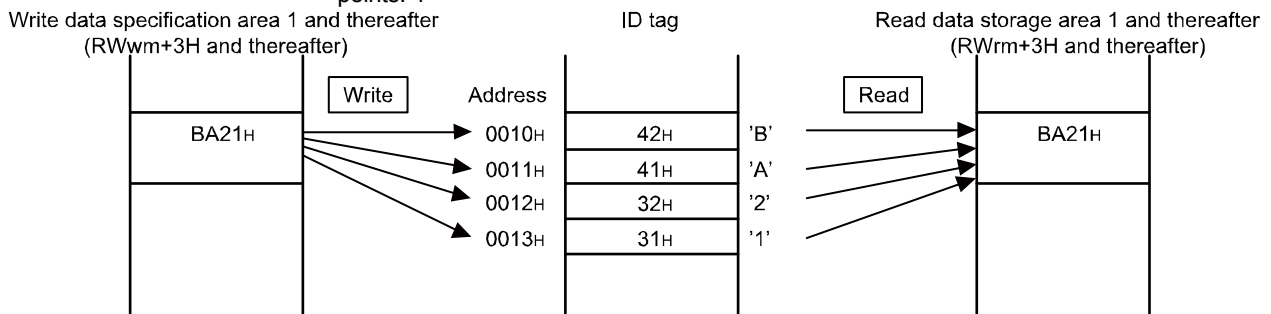 Write data specification area 1 and thereafter
(RWwm+3H and thereafter)
ID tag
Read data storage area 1 and thereafter
(RWrm+3H and thereafter)
Write
Address
Read
BA21H
0010H
42H
'B'
BA21H
0011H
41H
'A'
0012H
32H
'2'
0013H
31H
'1'